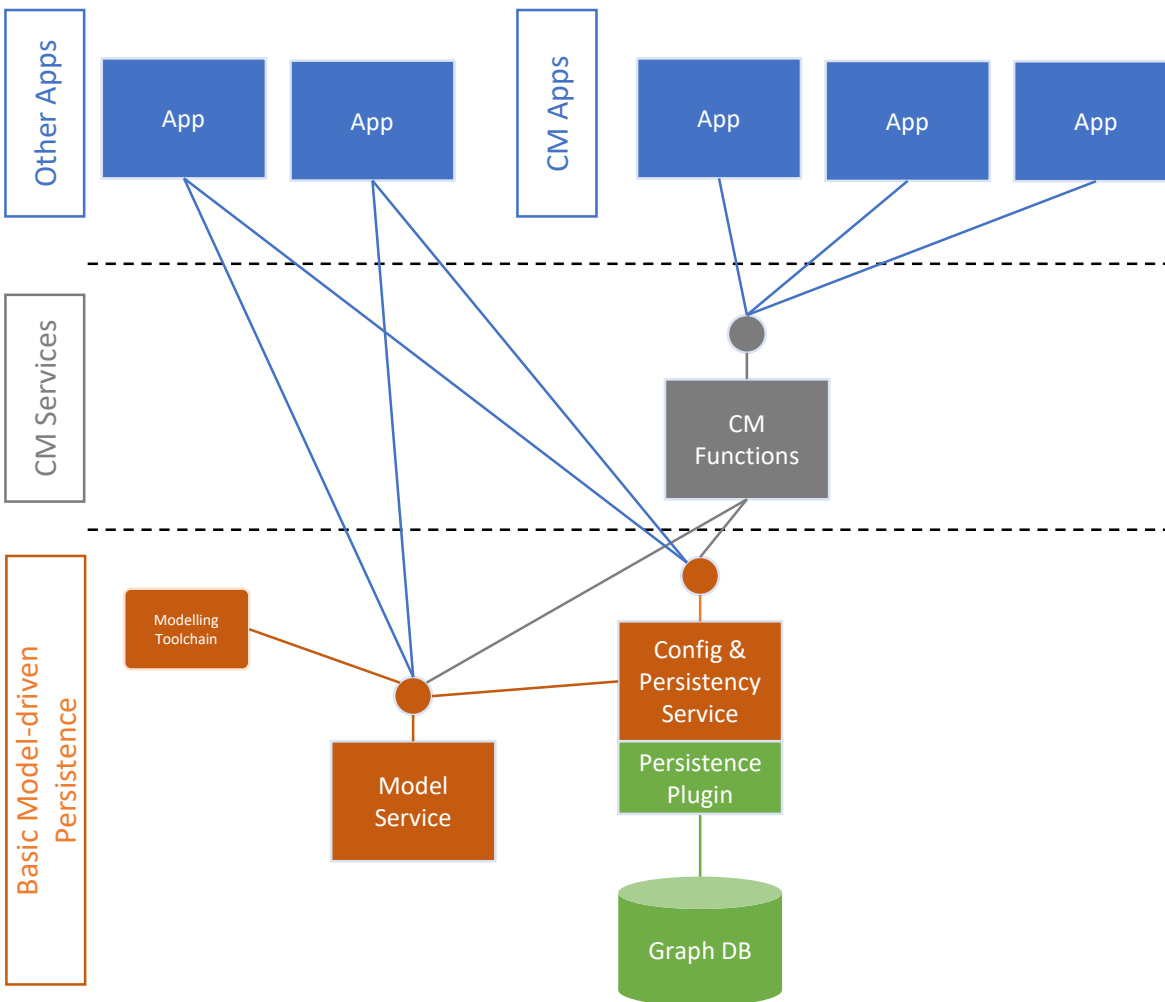 Other Apps
App
App
CM Apps
App
App
App
CM Services
CM
Functions
Basic Model-driven
Persistence
Modelling
Toolchain
Config &
Persistency
Service
Model
Service
Persistence
Plugin
Graph DB